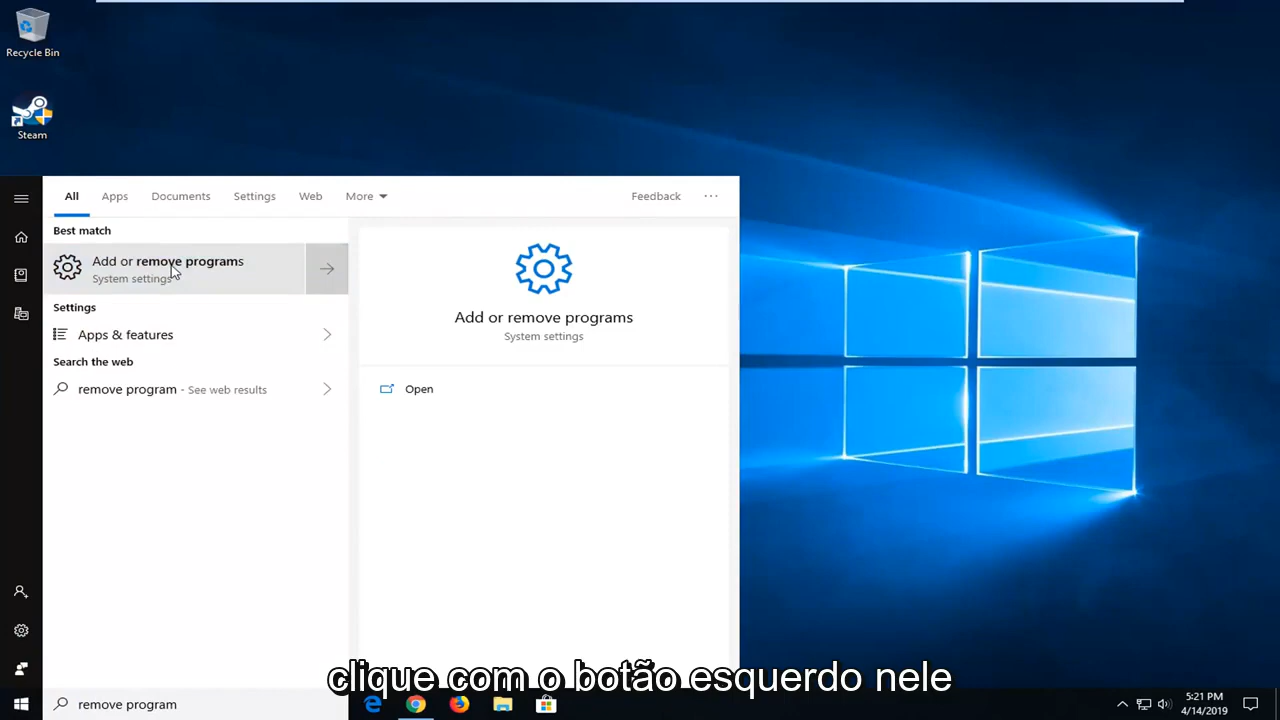 Recycle Bin
Steam
All Apps Documents Settings Web More Feedback ...
Best match
Add or remove programs
System settings
Settings
Apps & features
Search the web
remove program - See web results
Add or remove programs
System settings
Open
clique com o botão esquerdo nele
remove program
5:21 PM
4/14/2019